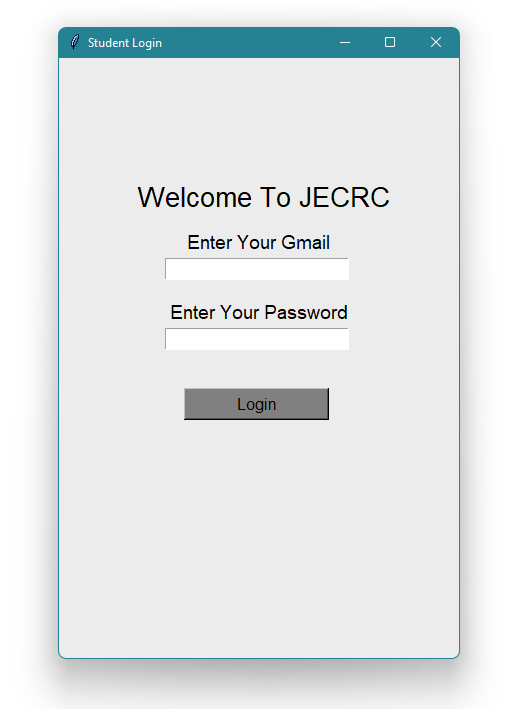 Student Login
Welcome To JECRC
Enter Your Gmail
Enter Your Password
Login